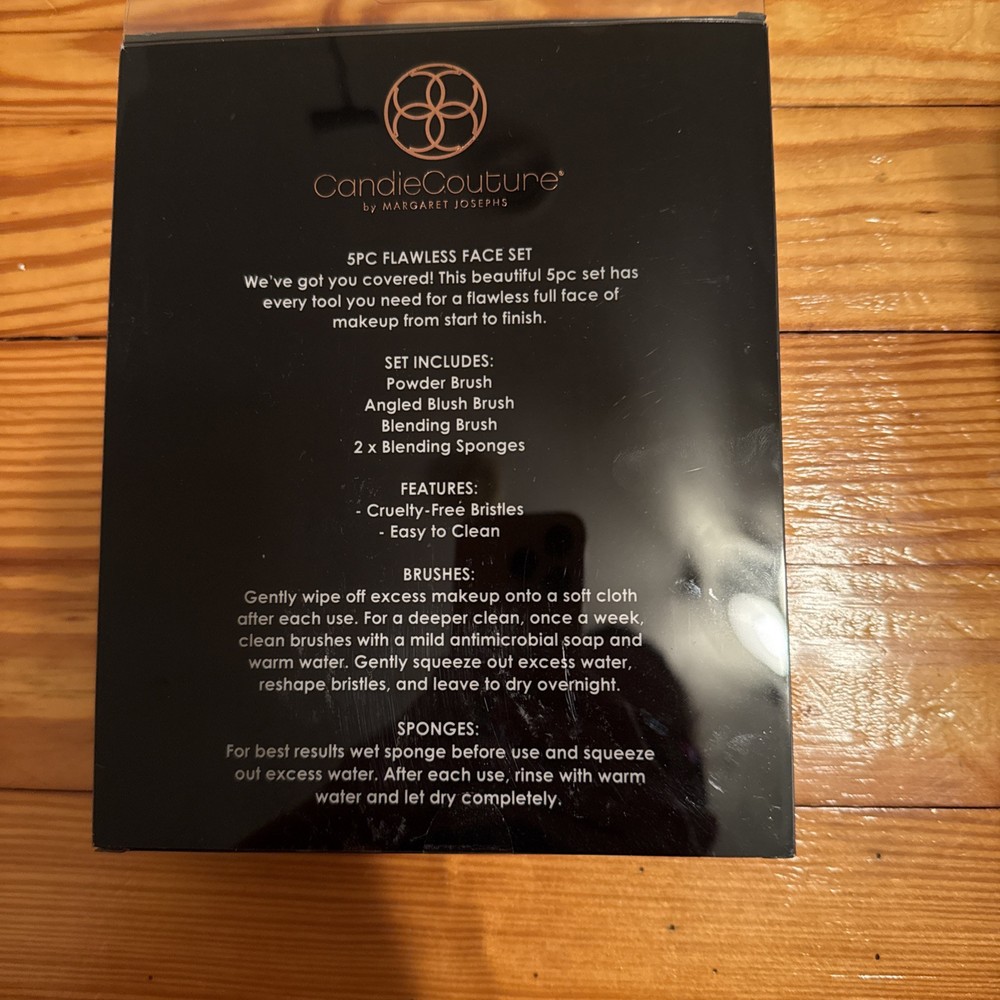 CandieCouture®
by MARGARET JOSEPHS
5PC FLAWLESS FACE SET
We've got you covered! This beautiful 5pc set has
every tool you need for a flawless full face of
makeup from start to finish.
SET INCLUDES:
Powder Brush
Angled Blush Brush
Blending Brush
2 x Blending Sponges
FEATURES:
- Cruelty-Free Bristles
- Easy to Clean
BRUSHES:
Gently wipe off excess makeup onto a soft cloth
after each use. For a deeper clean, once a week,
clean brushes with a mild antimicrobial soap and
warm water. Gently squeeze out excess water,
reshape bristles, and leave to dry overnight.
SPONGES:
For best results wet sponge before use and squeeze
out excess water. After each use, rinse with warm
water and let dry completely.